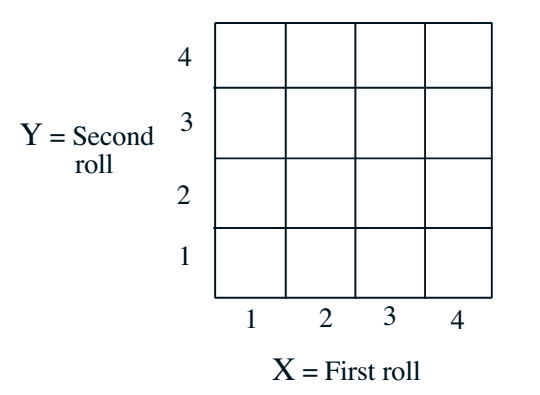 4
3
Y = Second
roll
2
1
1 2 3 4
X = First roll